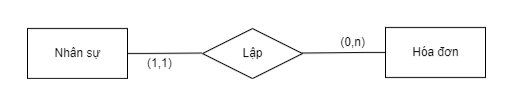 Nhân sự
(1,1)
Lập
(0,n)
Hóa đơn